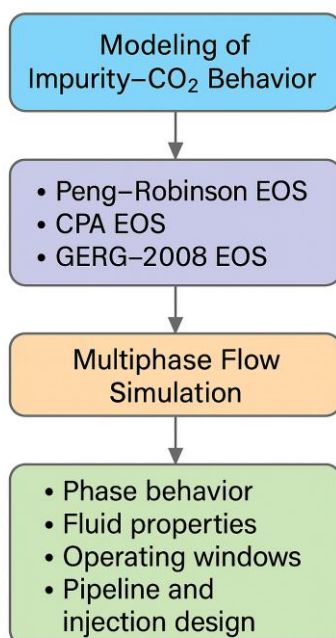 Modeling of
Impurity–CO₂ Behavior
• Peng–Robinson EOS
• CPA EOS
• GERG–2008 EOS
Multiphase Flow
Simulation
• Phase behavior
• Fluid properties
• Operating windows
• Pipeline and
injection design